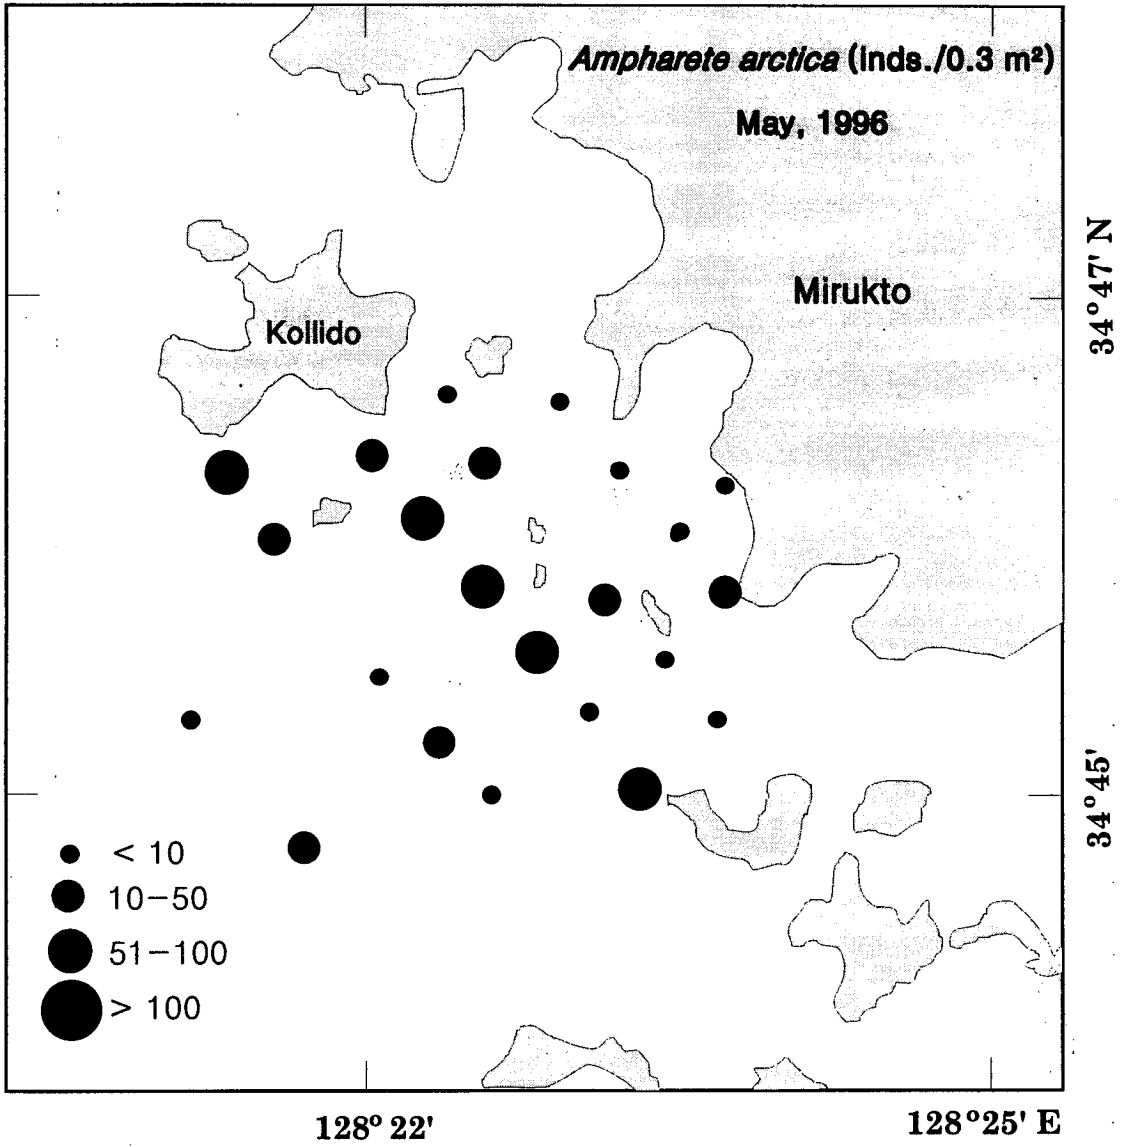 Ampharete arctica (Inds./0.3 m²)
May, 1996
34°47' N
Mirukto
Kollido
34°45'
< 10
10-50
51-100
> 100
128°22'
128°25' E